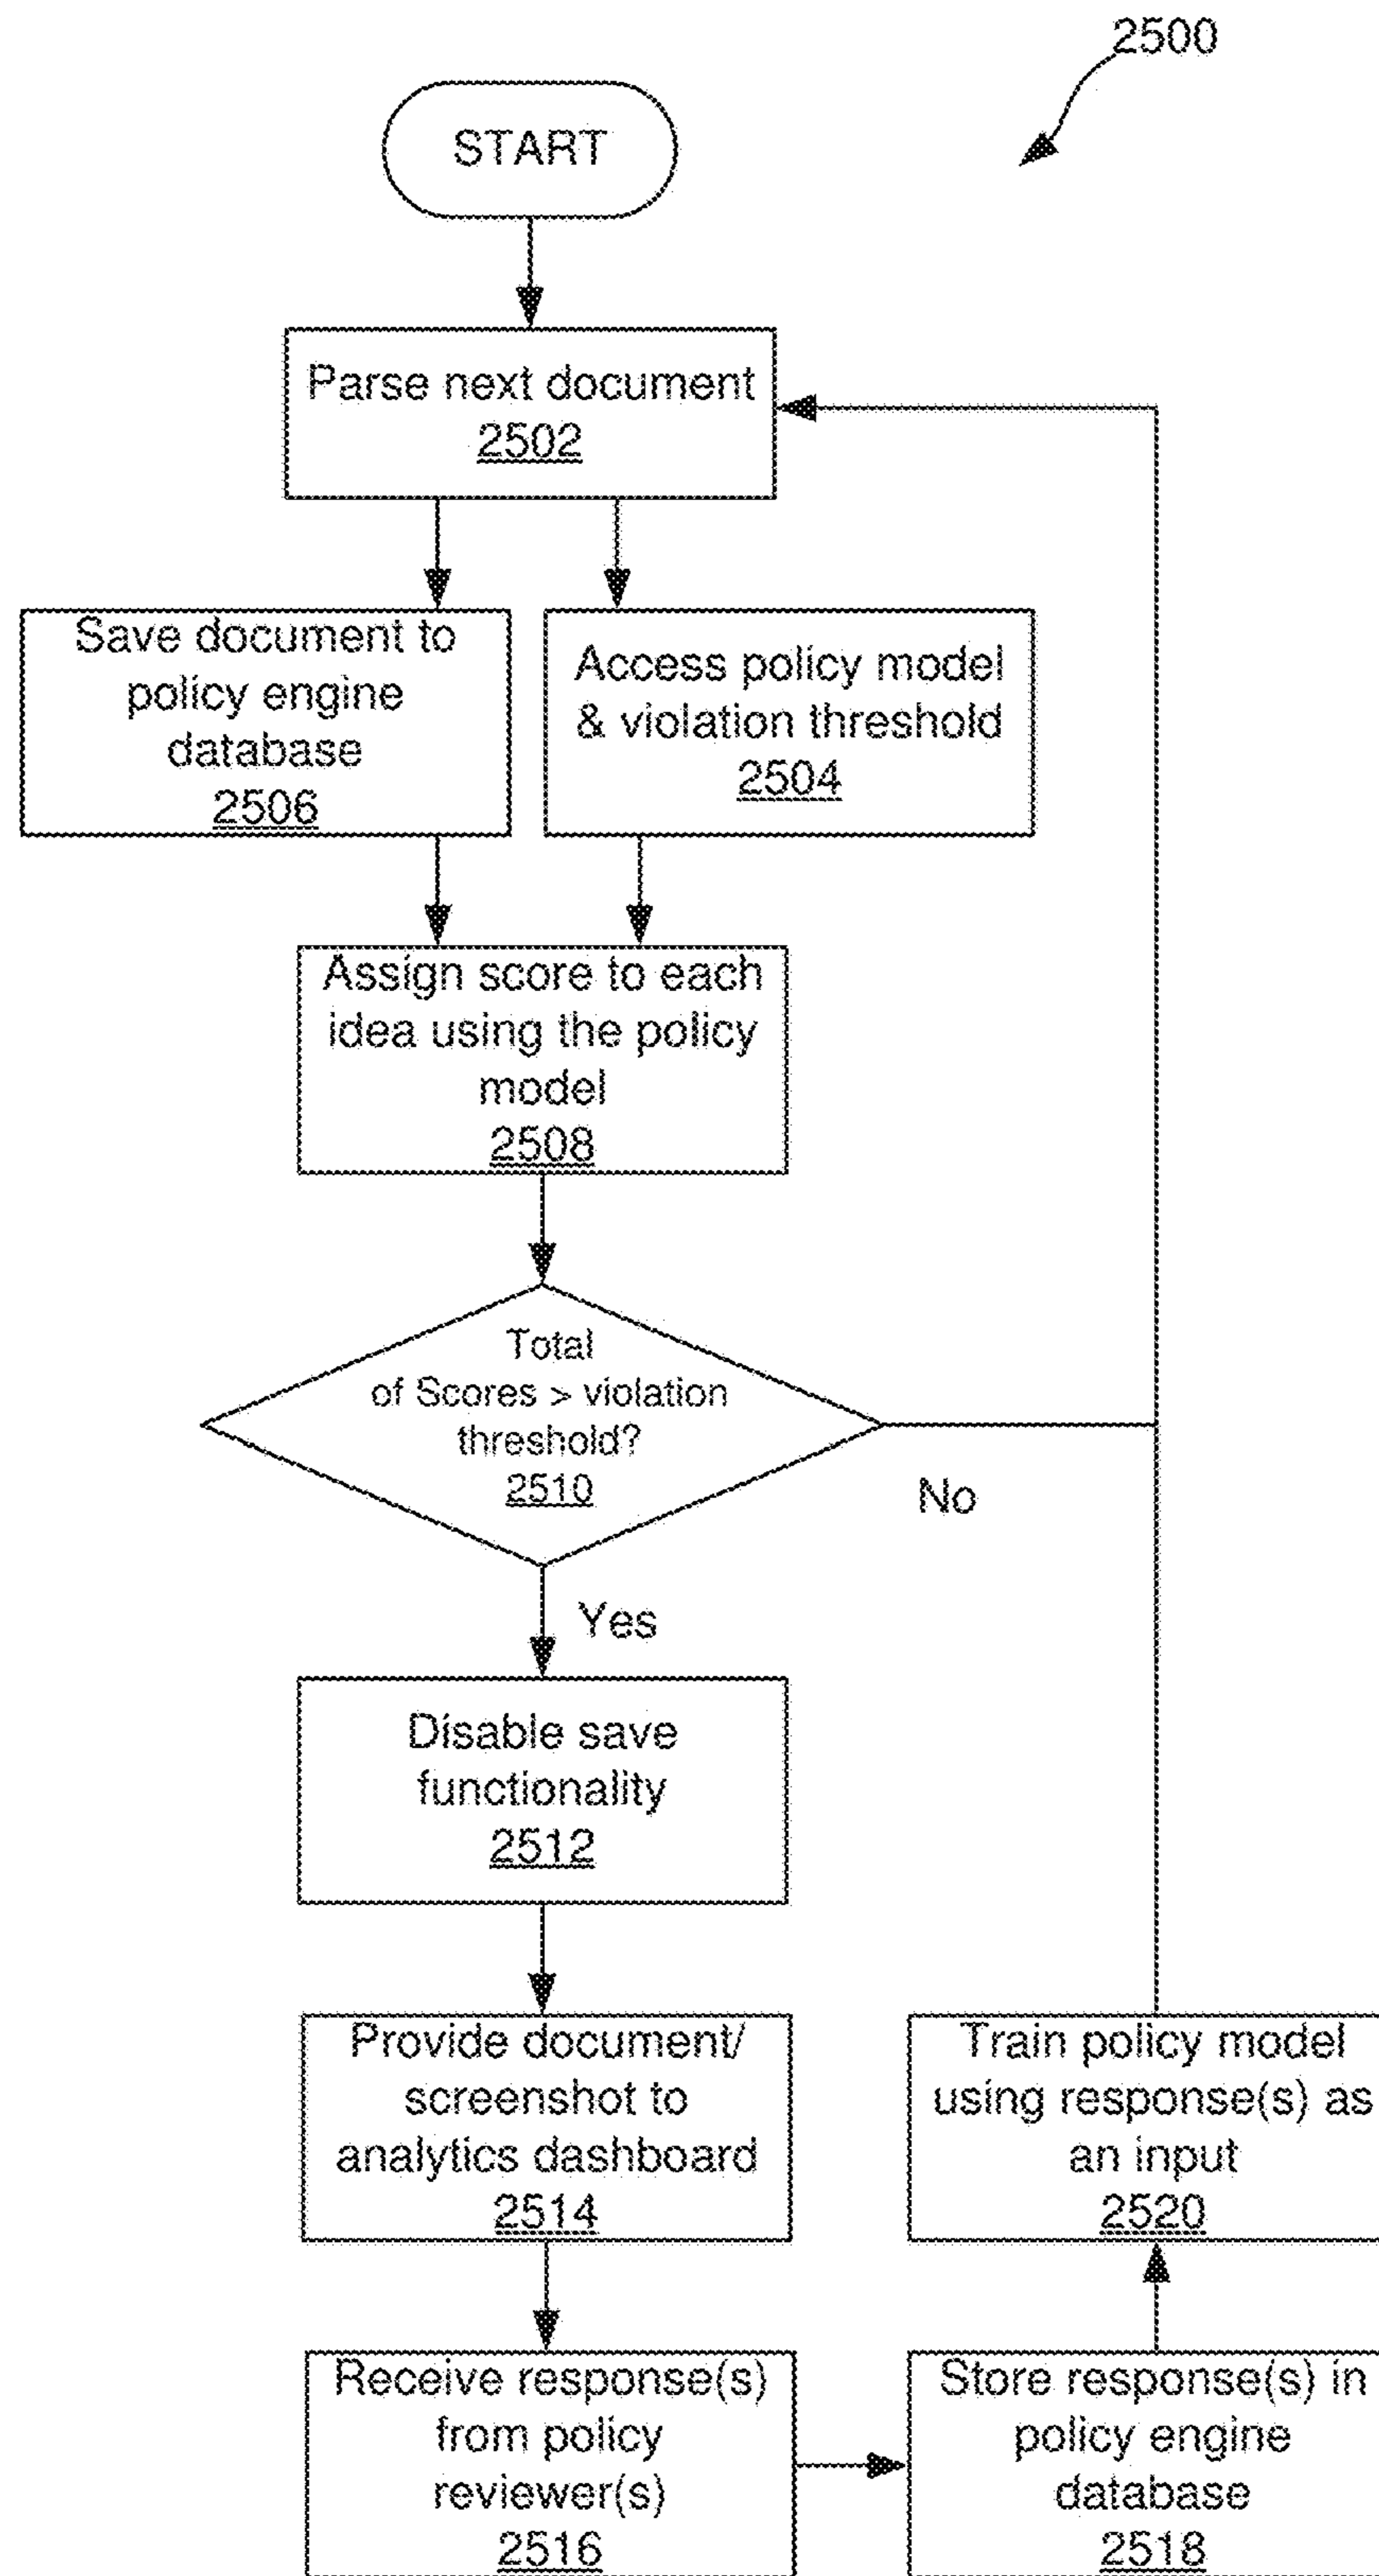 2500
START
Parse next document
2502
Save document to
policy engine
database
2506
Access policy model
& violation threshold
2504
Assign score to each
idea using the policy
model
2508
Total
of Scores > violation
threshold?
2510
No
Yes
Disable save
functionality
2512
Provide document/
screenshot to
analytics dashboard
2514
Train policy model
using response(s) as
an input
2520
Receive response(s)
from policy
reviewer(s)
2516
Store response(s) in
policy engine
database
2518